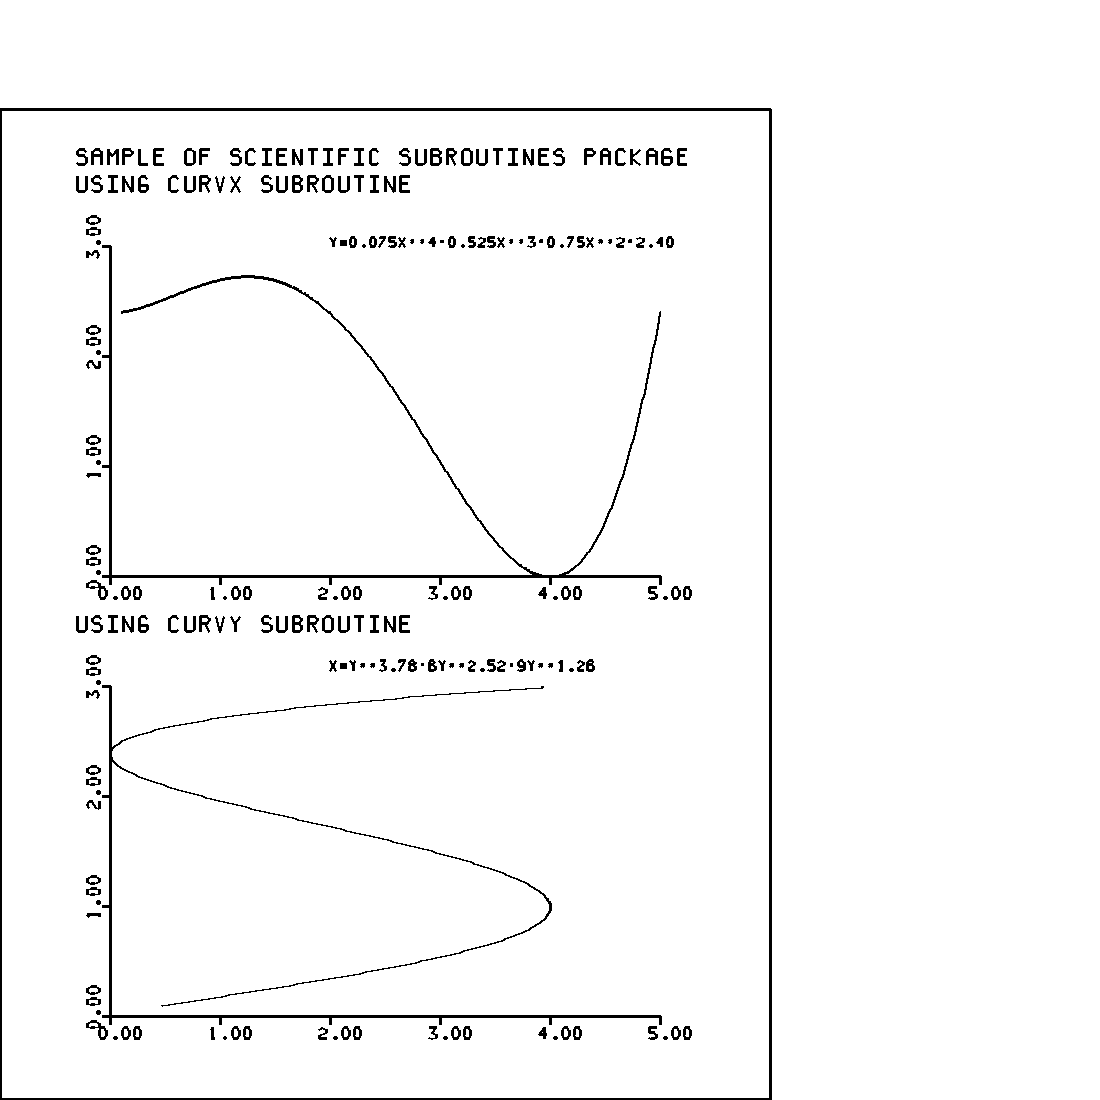 SAMPLE OF SCIENTIFIC SUBROUTINES PACKAGE
USING CURVX SUBROUTINE
Y=0.075X**4-0.525X**3+0.75X**2+2.40
3.00
2.00
1.00
0.00
0.00 1.00 2.00 3.00 4.00 5.00
USING CURVY SUBROUTINE
X=Y**3.78-6Y**2.52+9Y**1.26
3.00
2.00
1.00
0.00
0.00 1.00 2.00 3.00 4.00 5.00